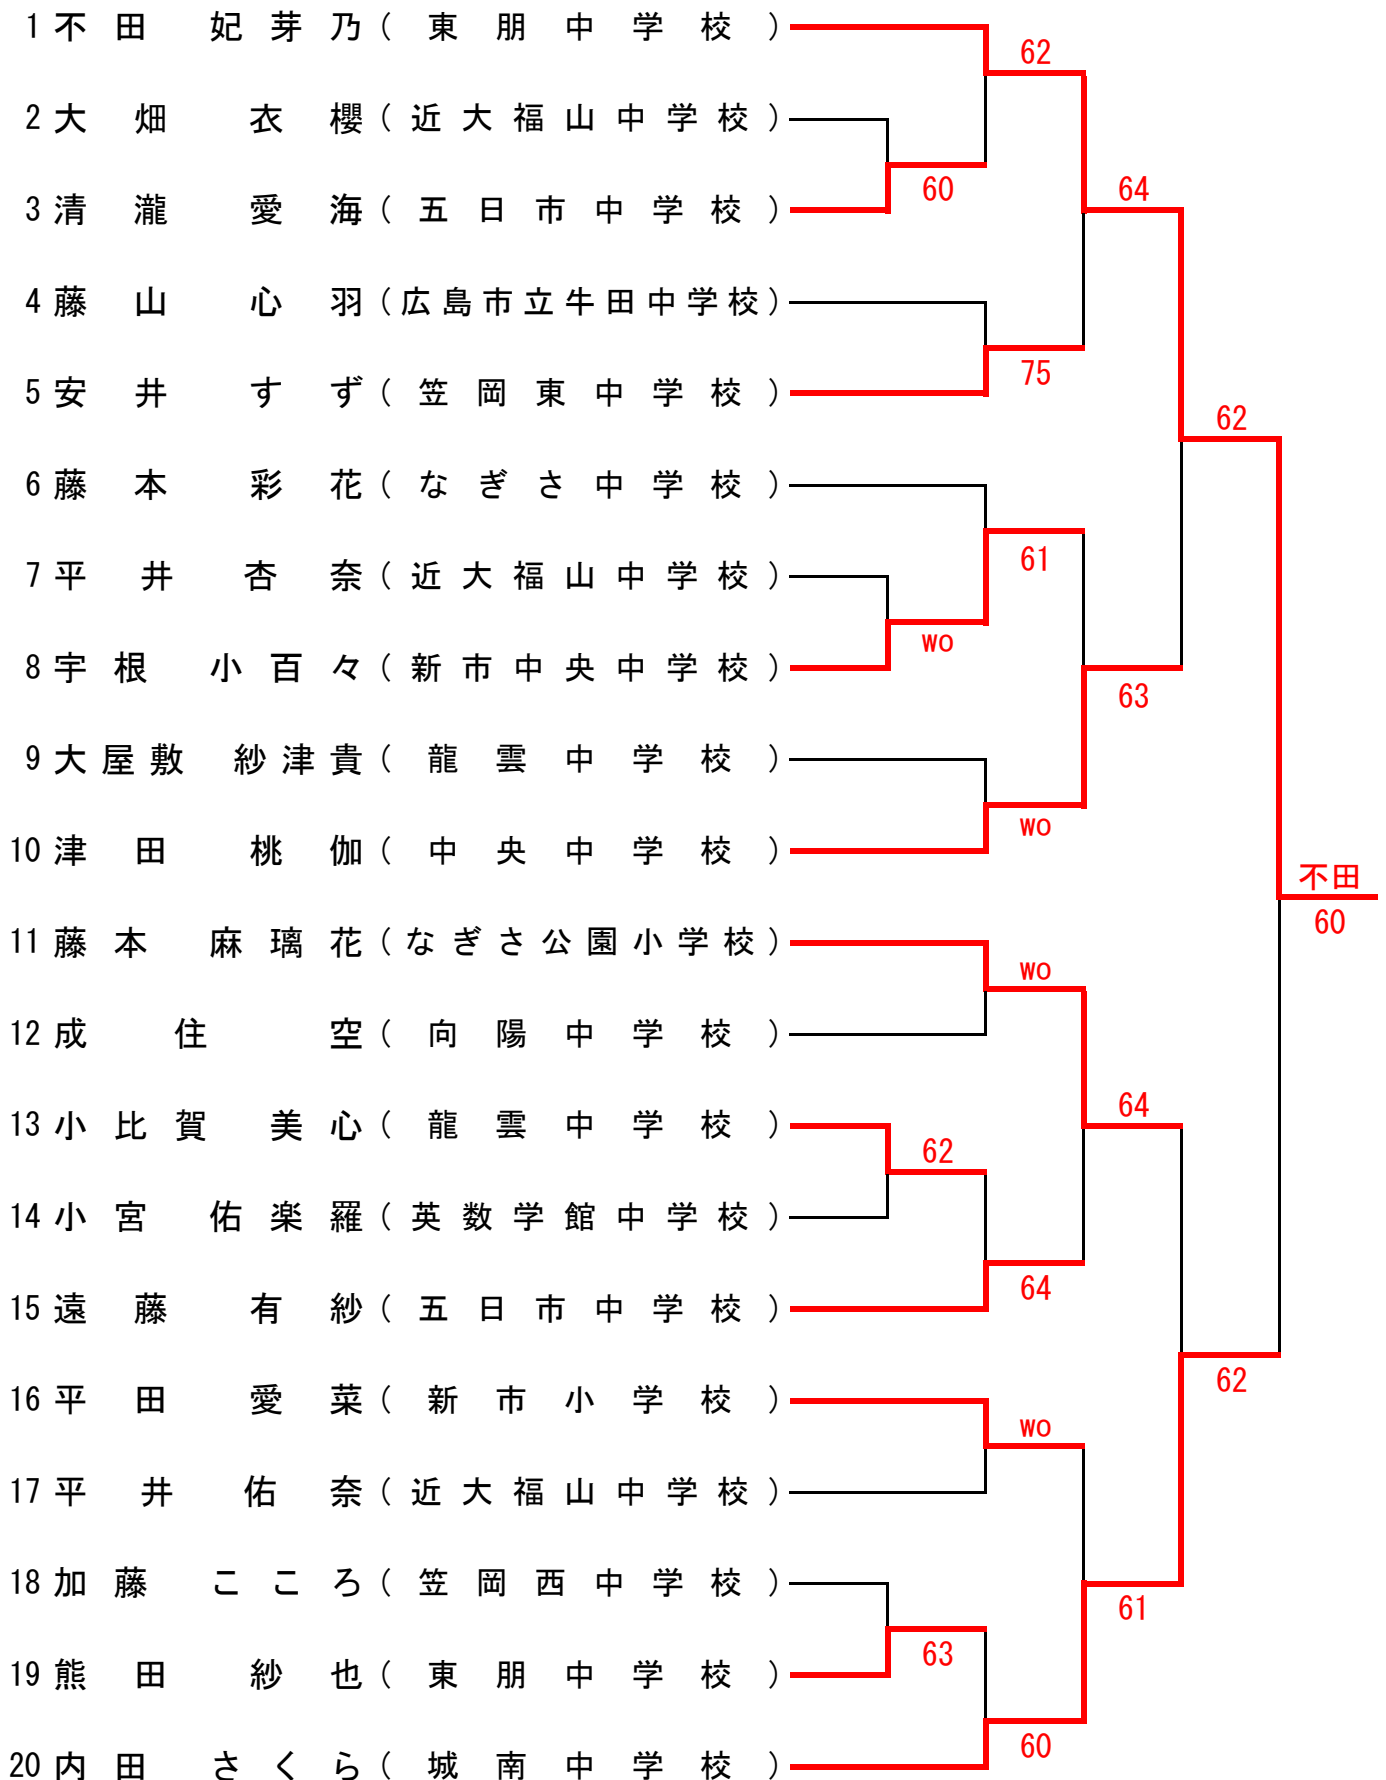 1 不田 妃芽乃 (東朋中学校)
62
2 大畑 衣櫻 (近大福山中学校)
60
3 清瀧 愛海 (五日市中学校)
64
4 藤山 心羽 (広島市立牛田中学校)
75
5 安井 すず (笠岡東中学校)
62
6 藤本 彩花 (なぎさ中学校)
61
7 平井 杏奈 (近大福山中学校)
wo
8 宇根 小百々 (新市中央中学校)
63
9 大屋敷 紗津貴 (龍雲中学校)
wo
10 津田 桃伽 (中央中学校)
不田
60
11 藤本 麻璃花 (なぎさ公園小学校)
wo
12 成住 空 (向陽中学校)
64
13 小比賀 美心 (龍雲中学校)
62
14 小宮 佑楽羅 (英数学館中学校)
64
15 遠藤 有紗 (五日市中学校)
62
16 平田 愛菜 (新市小学校)
wo
17 平井 佑奈 (近大福山中学校)
18 加藤 こころ (笠岡西中学校)
61
63
19 熊田 紗也 (東朋中学校)
60
20 内田 さくら (城南中学校)